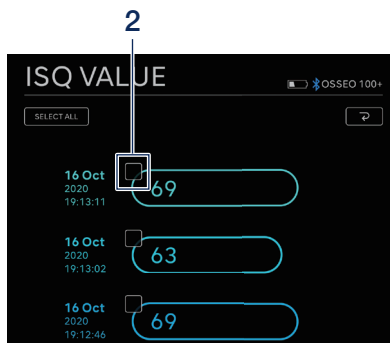 2
ISQ VALUE
OSSEO 100+
SELECT ALL
16 Oct
2020
19:13:11
69
16 Oct
2020
19:13:02
63
16 Oct
2020
19:12:46
69